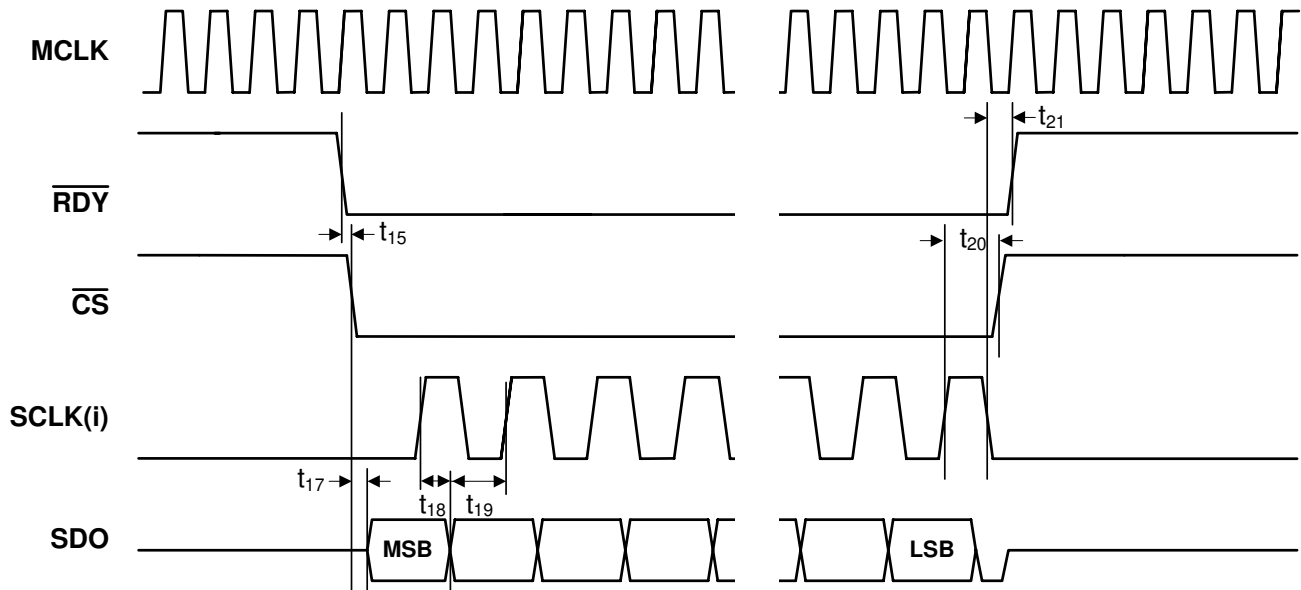 MCLK
t21
RDY
t15
t20
CS
SCLK(i)
t17
t18
t19
SDO
MSB
LSB